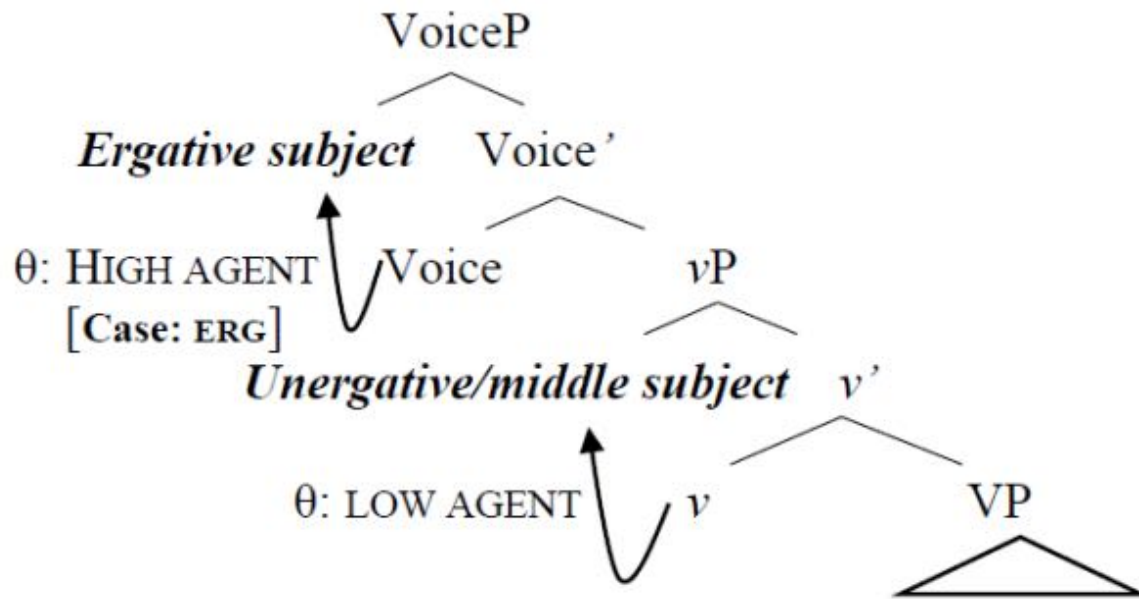 VoiceP
Ergative subject Voice’
θ: HIGH AGENT Voice vP
[Case: ERG]
Unergative/middle subject v’
θ: LOW AGENT v VP